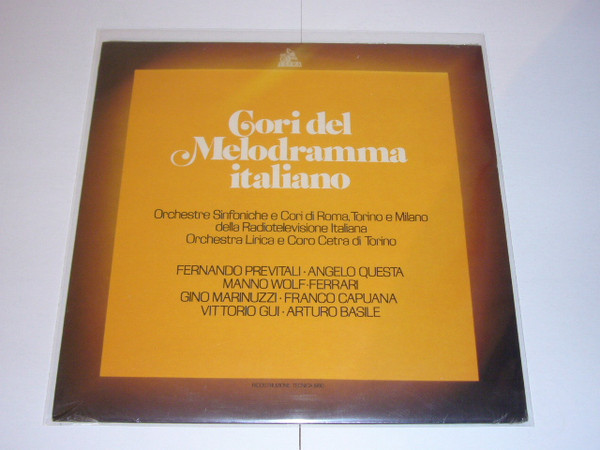 Cori del
Melodramma
italiano
Orchestre Sinfoniche e Cori di Roma, Torino e Milano
della Radiotelevisione Italiana
Orchestra Lirica e Coro Cetra di Torino
FERNANDO PREVITALI · ANGELO QUESTA
MANNO WOLF-FERRARI
GINO MARINUZZI · FRANCO CAPUANA
VITTORIO GUI · ARTURO BASILE